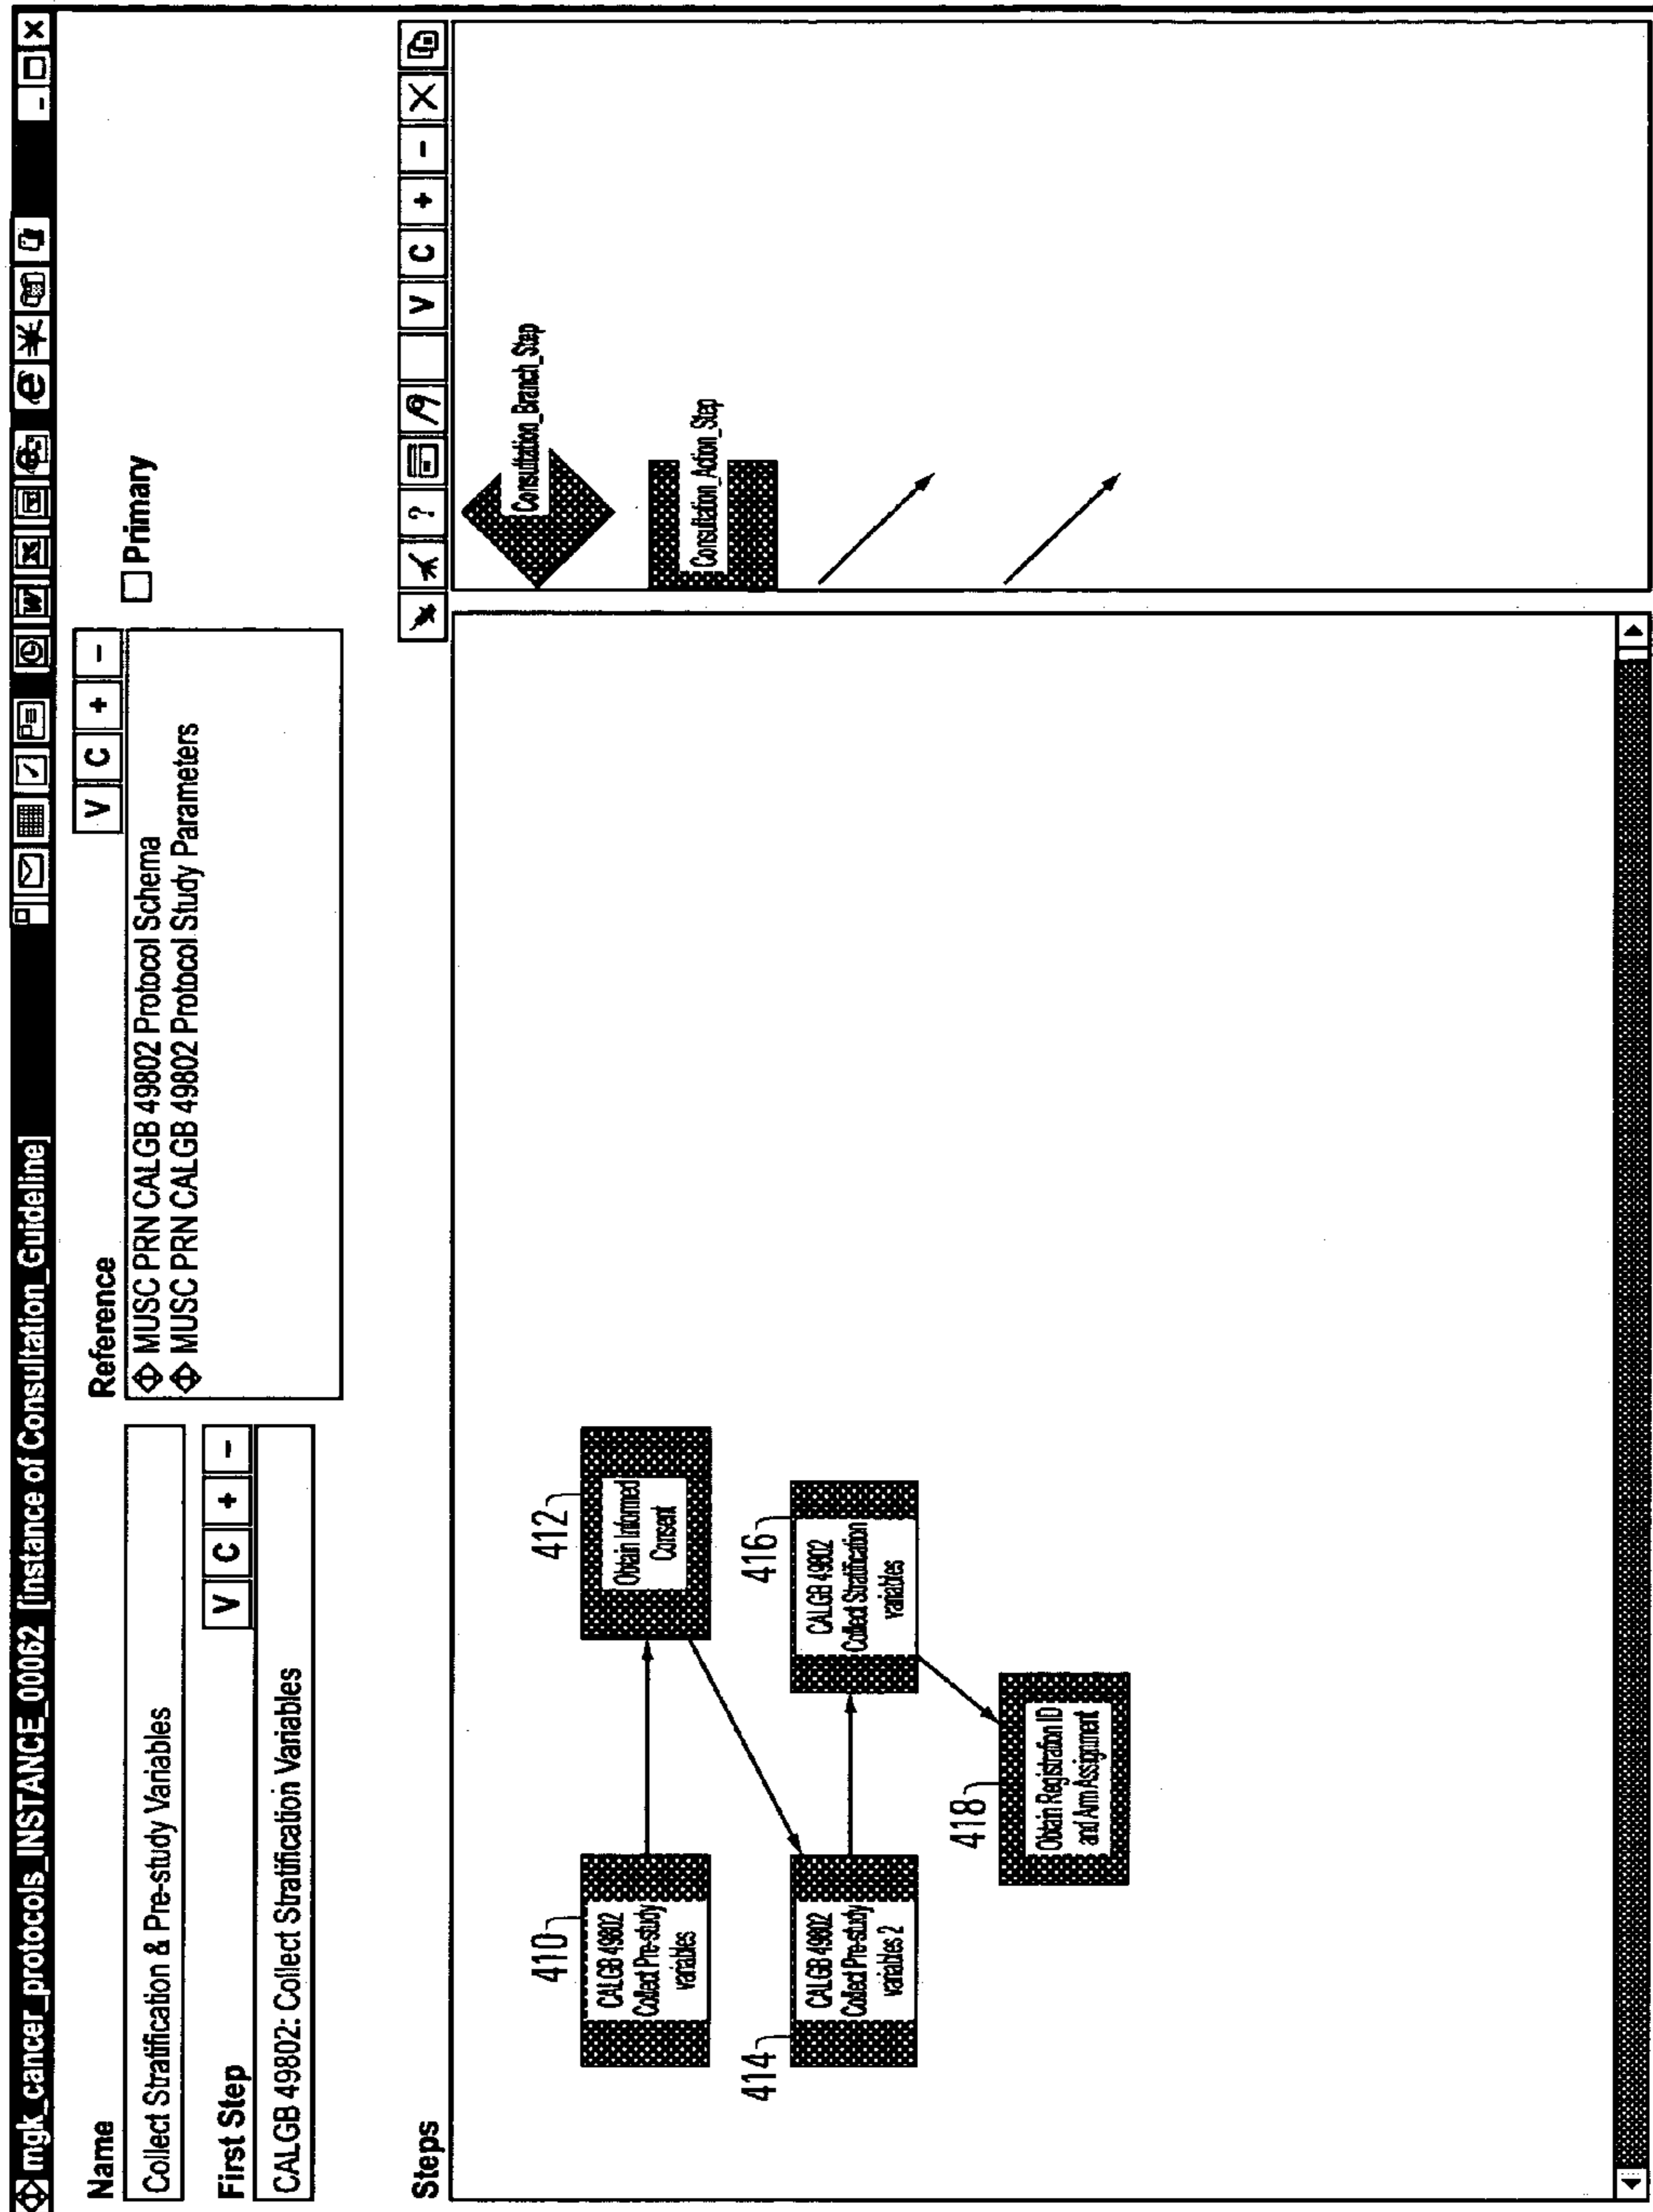 mgk_cancer_protocols_INSTANCE_00062 [instance of Consultation_Guideline]
Name
Collect Stratification & Pre-study Variables
Reference
V C + -
MUSC PRN CALGB 49802 Protocol Schema
MUSC PRN CALGB 49802 Protocol Study Parameters
Primary
First Step
V C + -
CALGB 49802: Collect Stratification Variables
Steps
? V C + -
410
CALGB 49802
Collect Pre-study
variables
412
Obtain Informed
Consent
414
CALGB 49802
Collect Pre-study
variables 2
416
CALGB 49802
Collect Stratification
variables
418
Obtain Registration ID
and Arm Assignment
Consultation_Branch_Step
Consultation_Action_Step